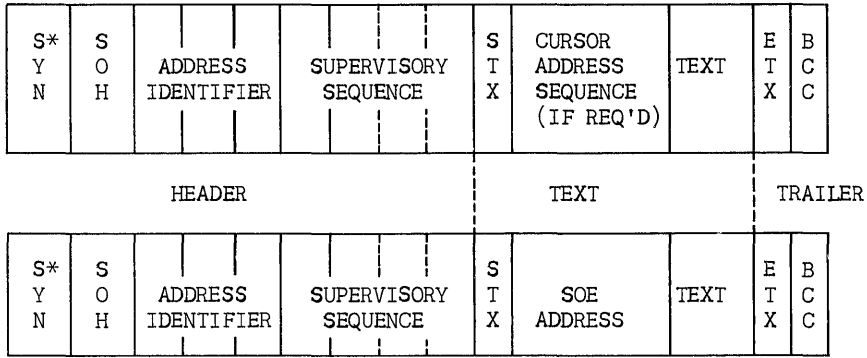 S* S S CURSOR E B
Y O ADDRESS SUPERVISORY T ADDRESS TEXT T C
N H IDENTIFIER SEQUENCE X SEQUENCE X C
(IF REQ'D)
HEADER TEXT TRAILER
S* S S E B
Y O ADDRESS SUPERVISORY T SOE TEXT T C
N H IDENTIFIER SEQUENCE X ADDRESS X C